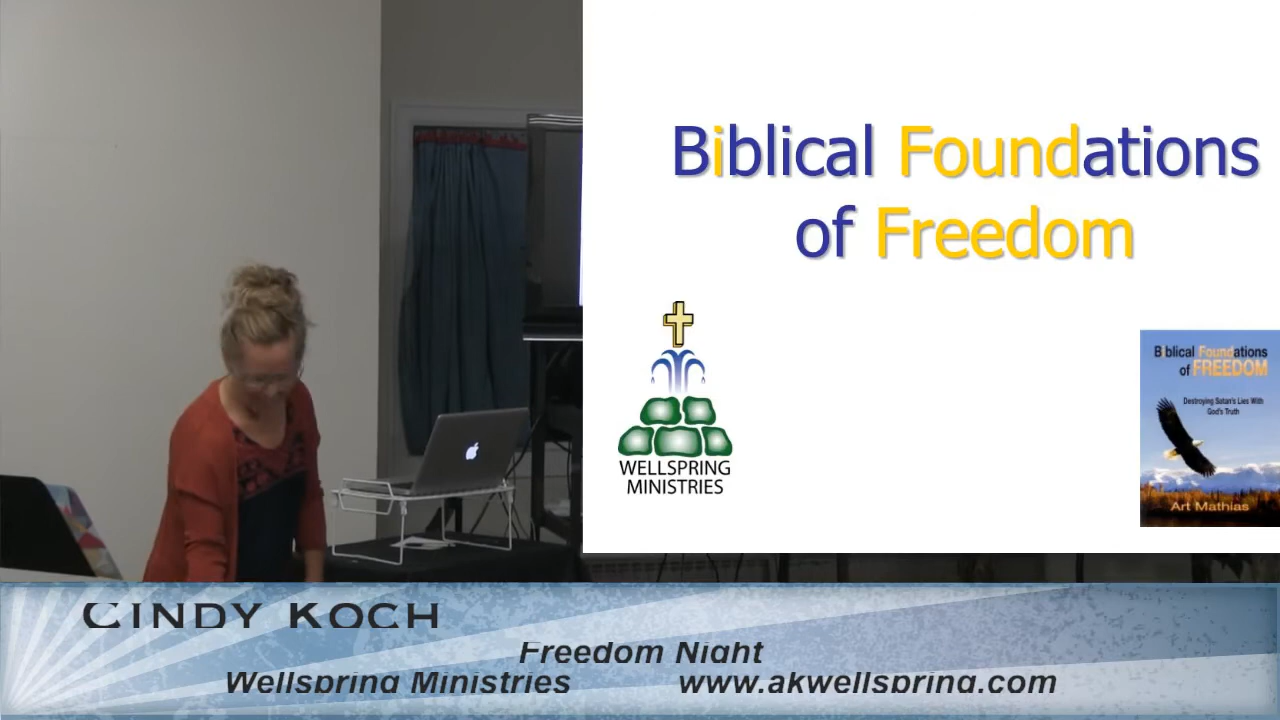 Biblical Foundations
of Freedom
WELLSPRING
MINISTRIES
Biblical Foundations
of FREEDOM
Destroying Satan's Lies With
God's Truth
Art Mathias
CINDY KOCH
Freedom Night
Wellspring Ministries www.akwellspring.com